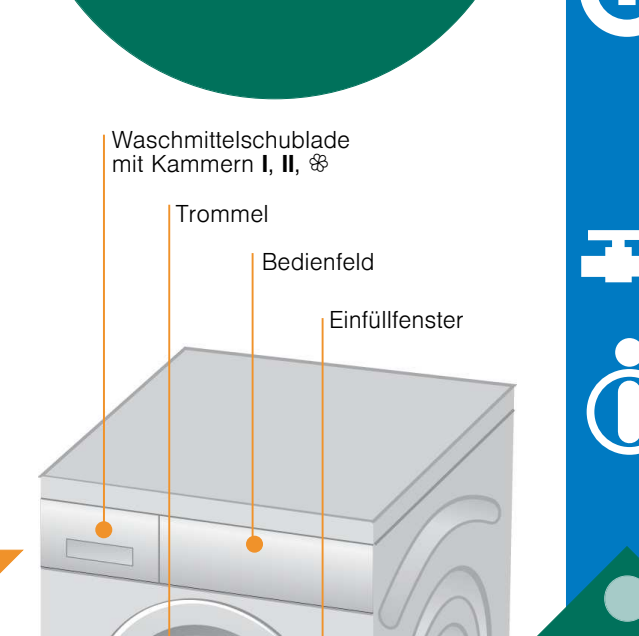 Waschmittelschublade
mit Kammern I, II, ֍
Trommel
Bedienfeld
Einfüllfenster